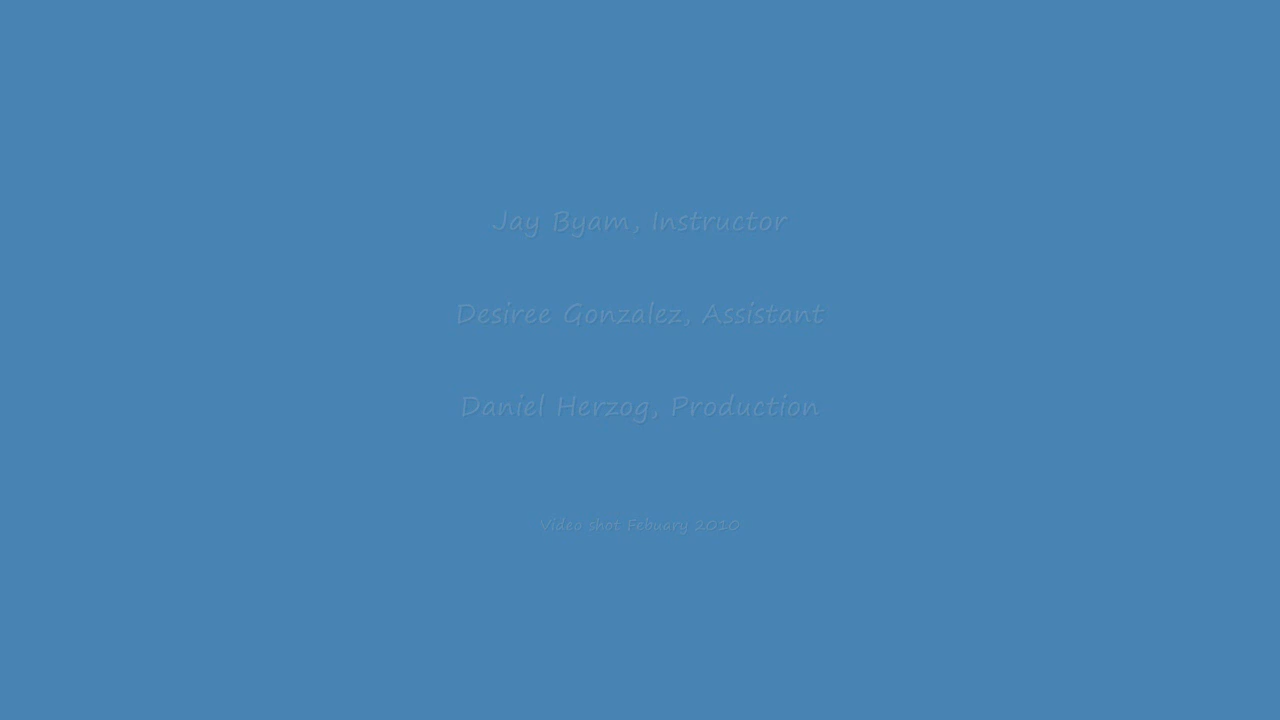 Jay Byam, Instructor
Desiree Gonzalez, Assistant
Daniel Herzog, Production
Video shot Febuary 2010